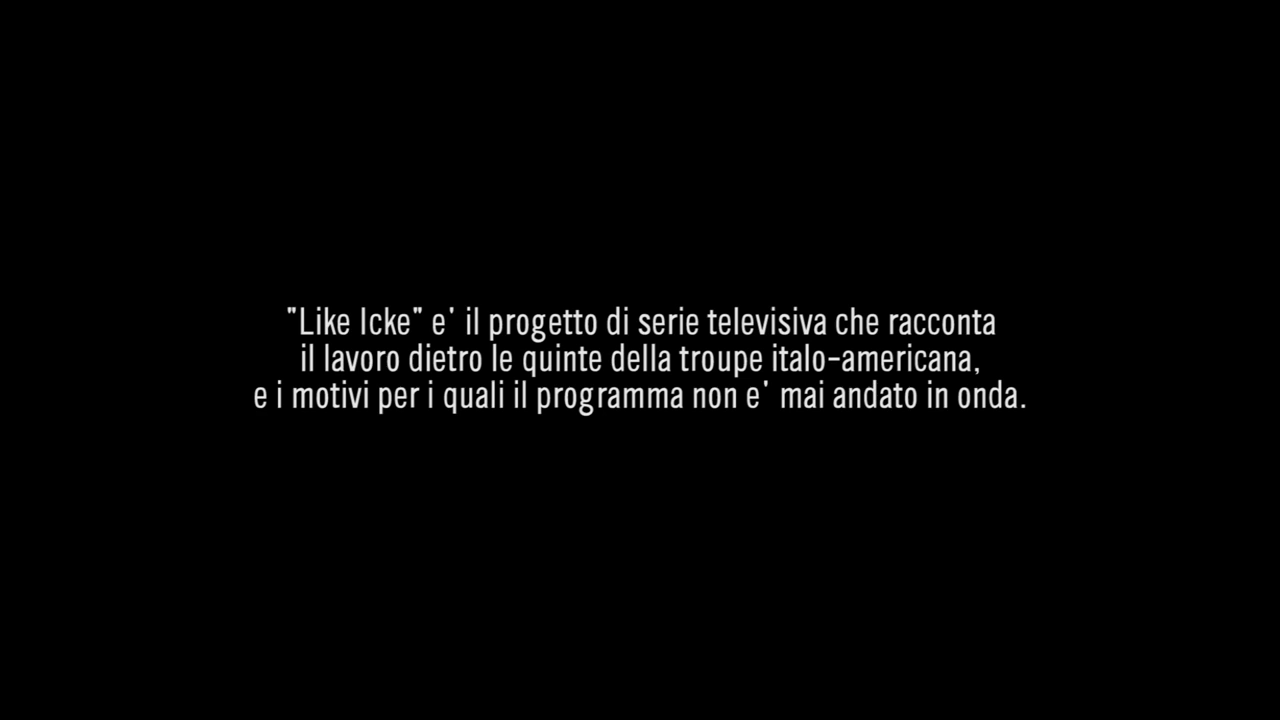 "Like Icke" e' il progetto di serie televisiva che racconta
il lavoro dietro le quinte della troupe italo-americana,
e i motivi per i quali il programma non e' mai andato in onda.